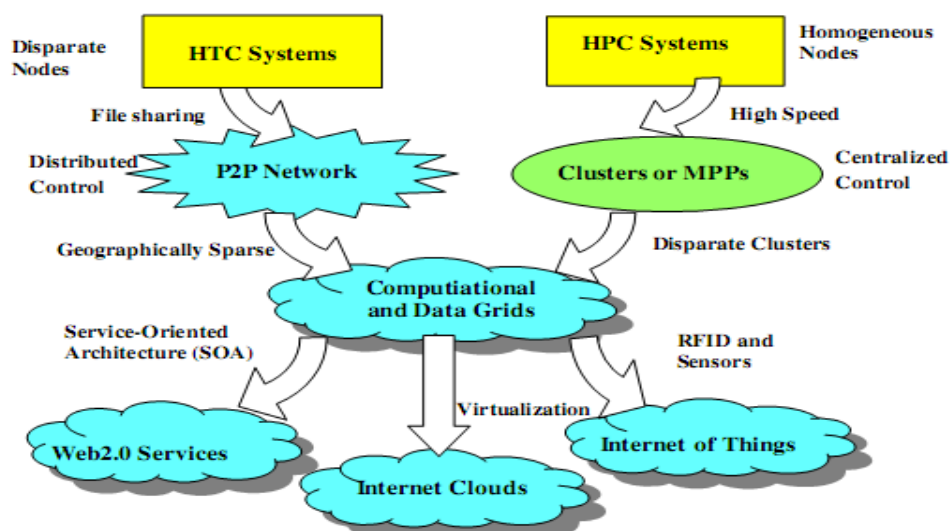 Disparate
Nodes
HTC Systems
HPC Systems
Homogeneous
Nodes
File sharing
High Speed
Distributed
Control
P2P Network
Clusters or MPPs
Centralized
Control
Geographically Sparse
Disparate Clusters
Computiational
and Data Grids
Service-Oriented
Architecture (SOA)
RFID and
Sensors
Virtualization
Web2.0 Services
Internet of Things
Internet Clouds